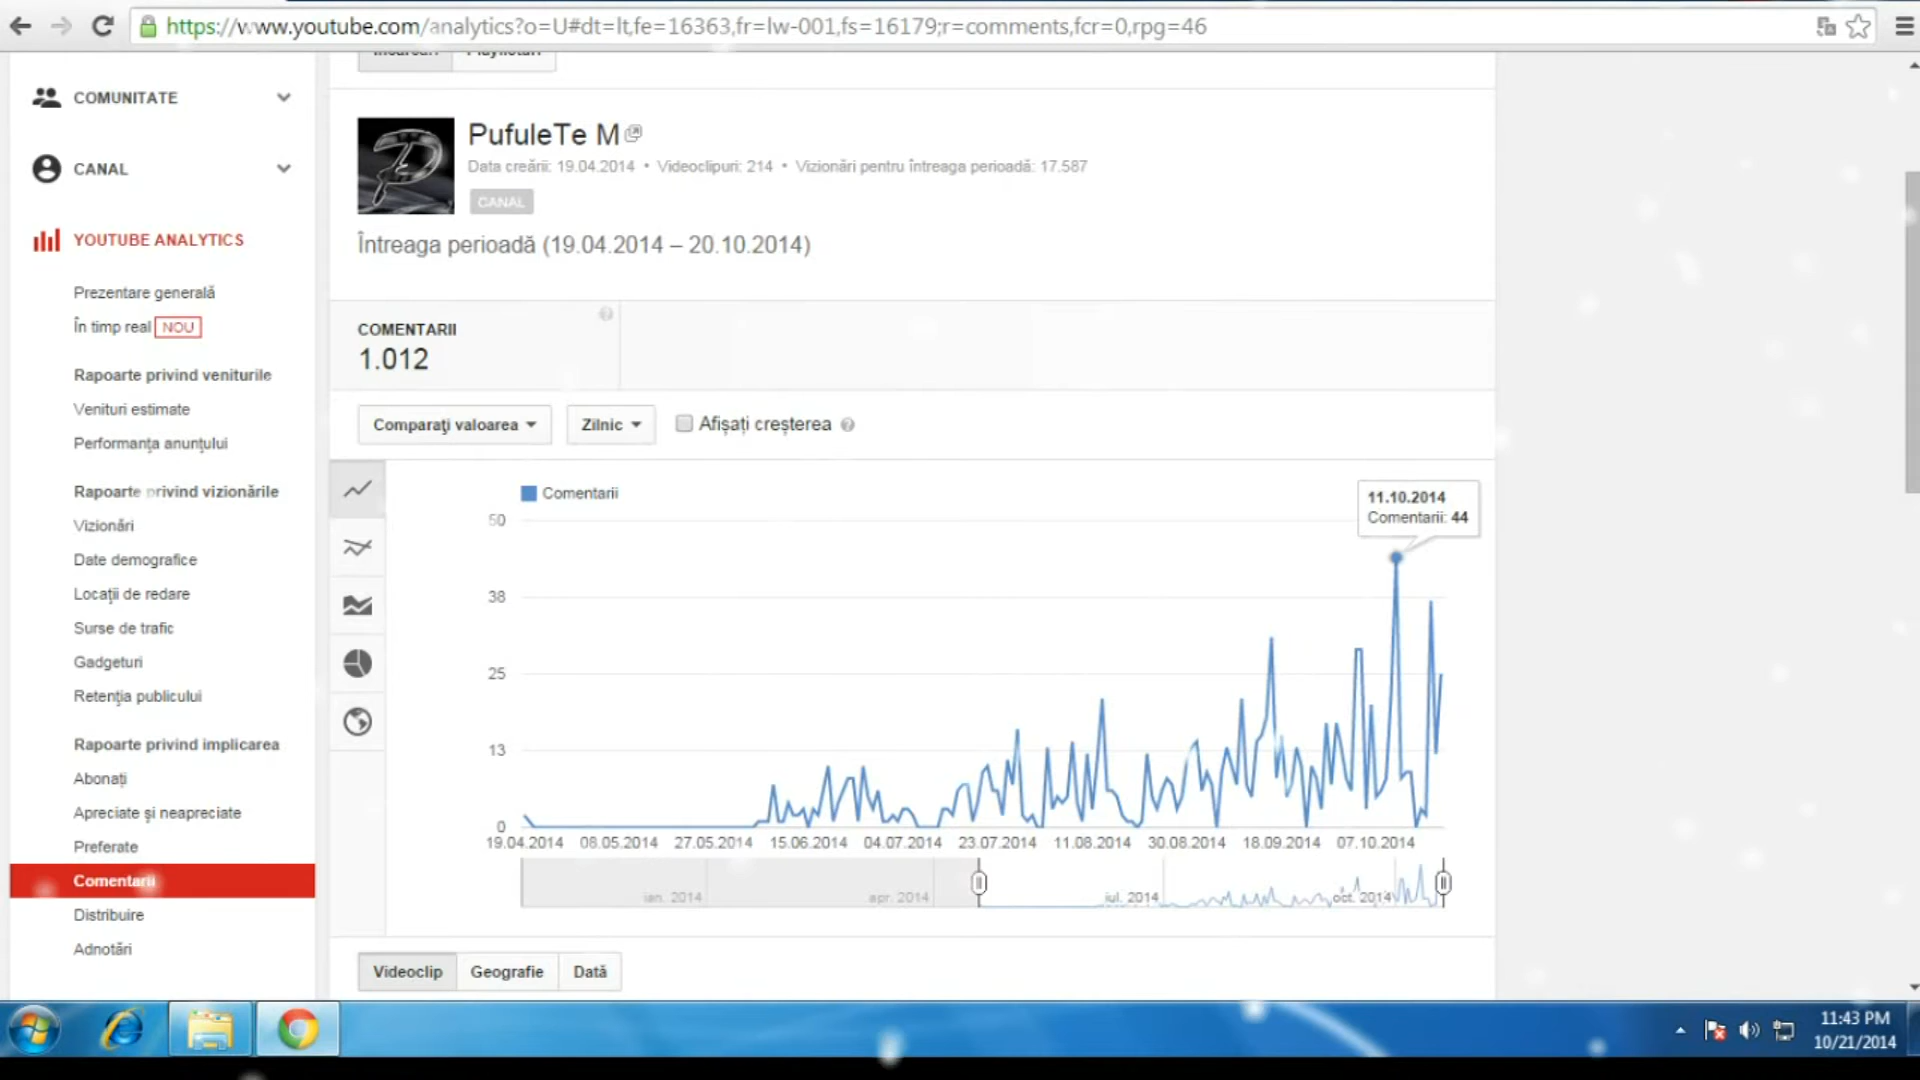 https://www.youtube.com/analytics?o=U#dt=lt,fe=16363,fr=lw-001,fs=16179;r=comments,fcr=0,rpg=46
COMUNITATE
CANAL
YOUTUBE ANALYTICS
Prezentare generală
În timp real NOU
Rapoarte privind veniturile
Venituri estimate
Performanța anunțului
Rapoarte privind vizionările
Vizionări
Date demografice
Locații de redare
Surse de trafic
Gadgeturi
Retenția publicului
Rapoarte privind implicarea
Abonați
Apreciate și neapreciate
Preferate
Comentarii
Distribuire
Adnotări
PufuleTe M
Data creării: 19.04.2014 • Videoclipuri: 214 • Vizionări pentru întreaga perioadă: 17.587
CANAL
Întreaga perioadă (19.04.2014 – 20.10.2014)
COMENTARII
1.012
Comparaţi valoarea Zilnic Afișați creșterea
Comentarii
11.10.2014
Comentarii: 44
50
38
25
13
0
19.04.2014 08.05.2014 27.05.2014 15.06.2014 04.07.2014 23.07.2014 11.08.2014 30.08.2014 18.09.2014 07.10.2014
ian. 2014 apr. 2014 iul. 2014 oct. 2014
Videoclip Geografie Dată
11:43 PM
10/21/2014